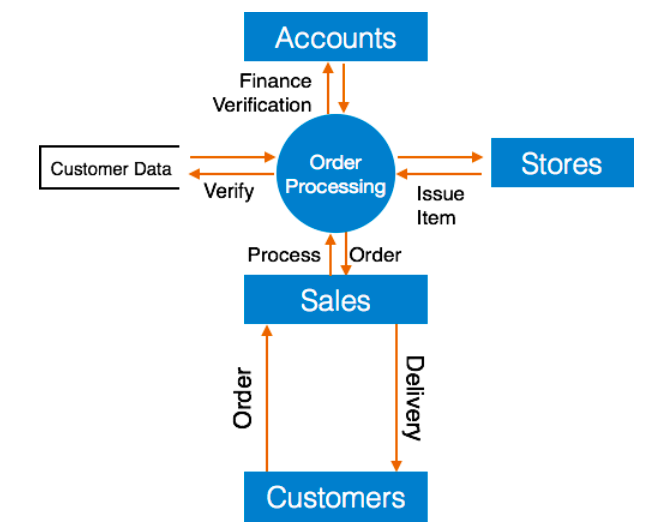 Accounts
Finance
Verification
Customer Data
Verify
Order
Processing
Stores
Issue
Item
Process
Order
Sales
Order
Delivery
Customers